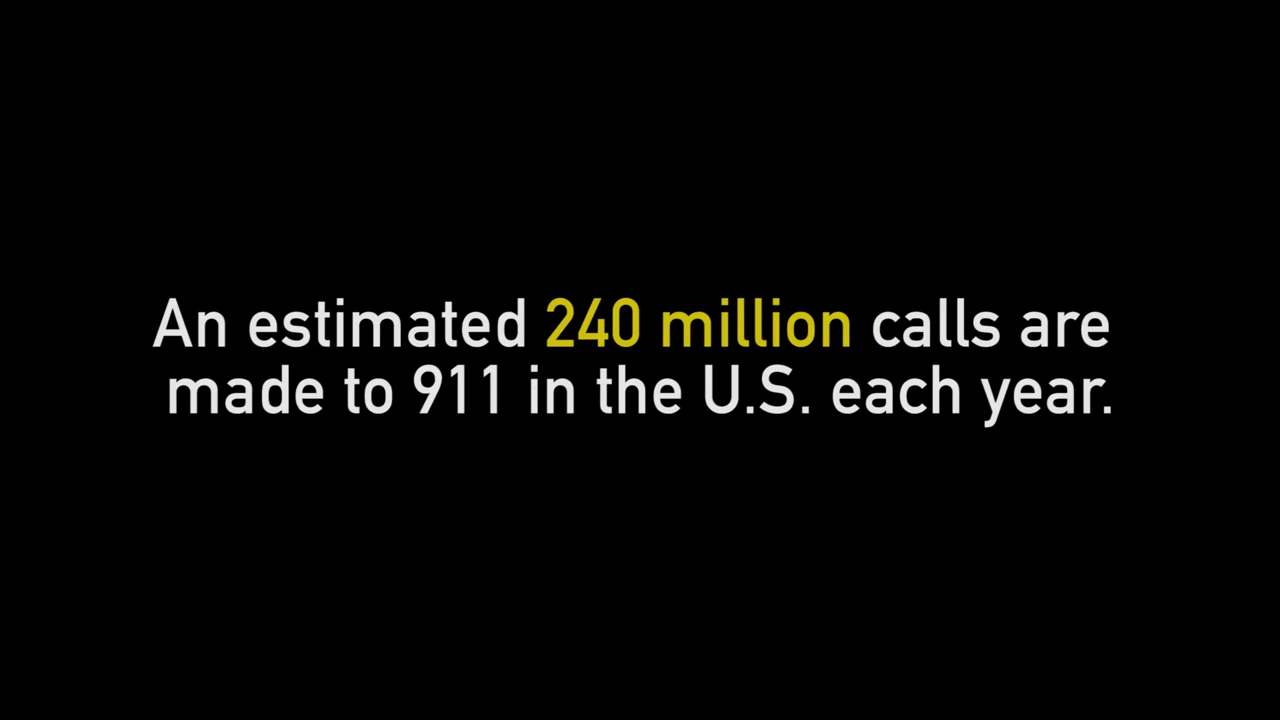 An estimated 240 million calls are
made to 911 in the U.S. each year.